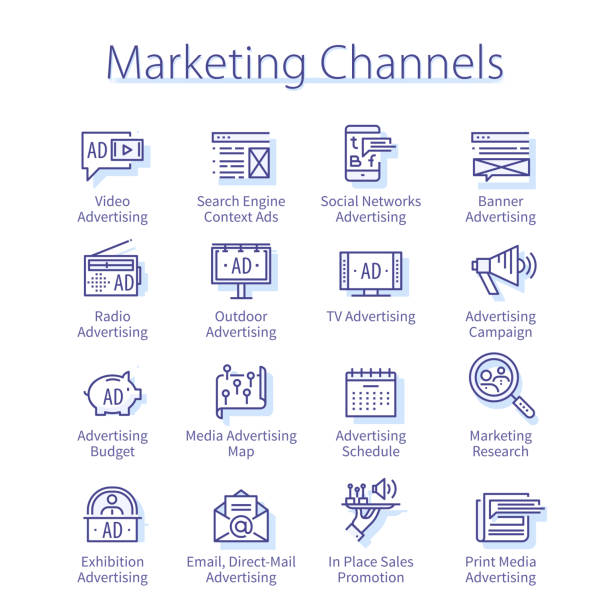 Marketing Channels
AD
t
B f
Video
Advertising
Search Engine
Context Ads
Social Networks
Advertising
Banner
Advertising
AD
AD
AD
Radio
Advertising
Outdoor
Advertising
TV Advertising
Advertising
Campaign
AD
Advertising
Budget
Media Advertising
Map
Advertising
Schedule
Marketing
Research
AD
@
Exhibition
Advertising
Email, Direct-Mail
Advertising
In Place Sales
Promotion
Print Media
Advertising